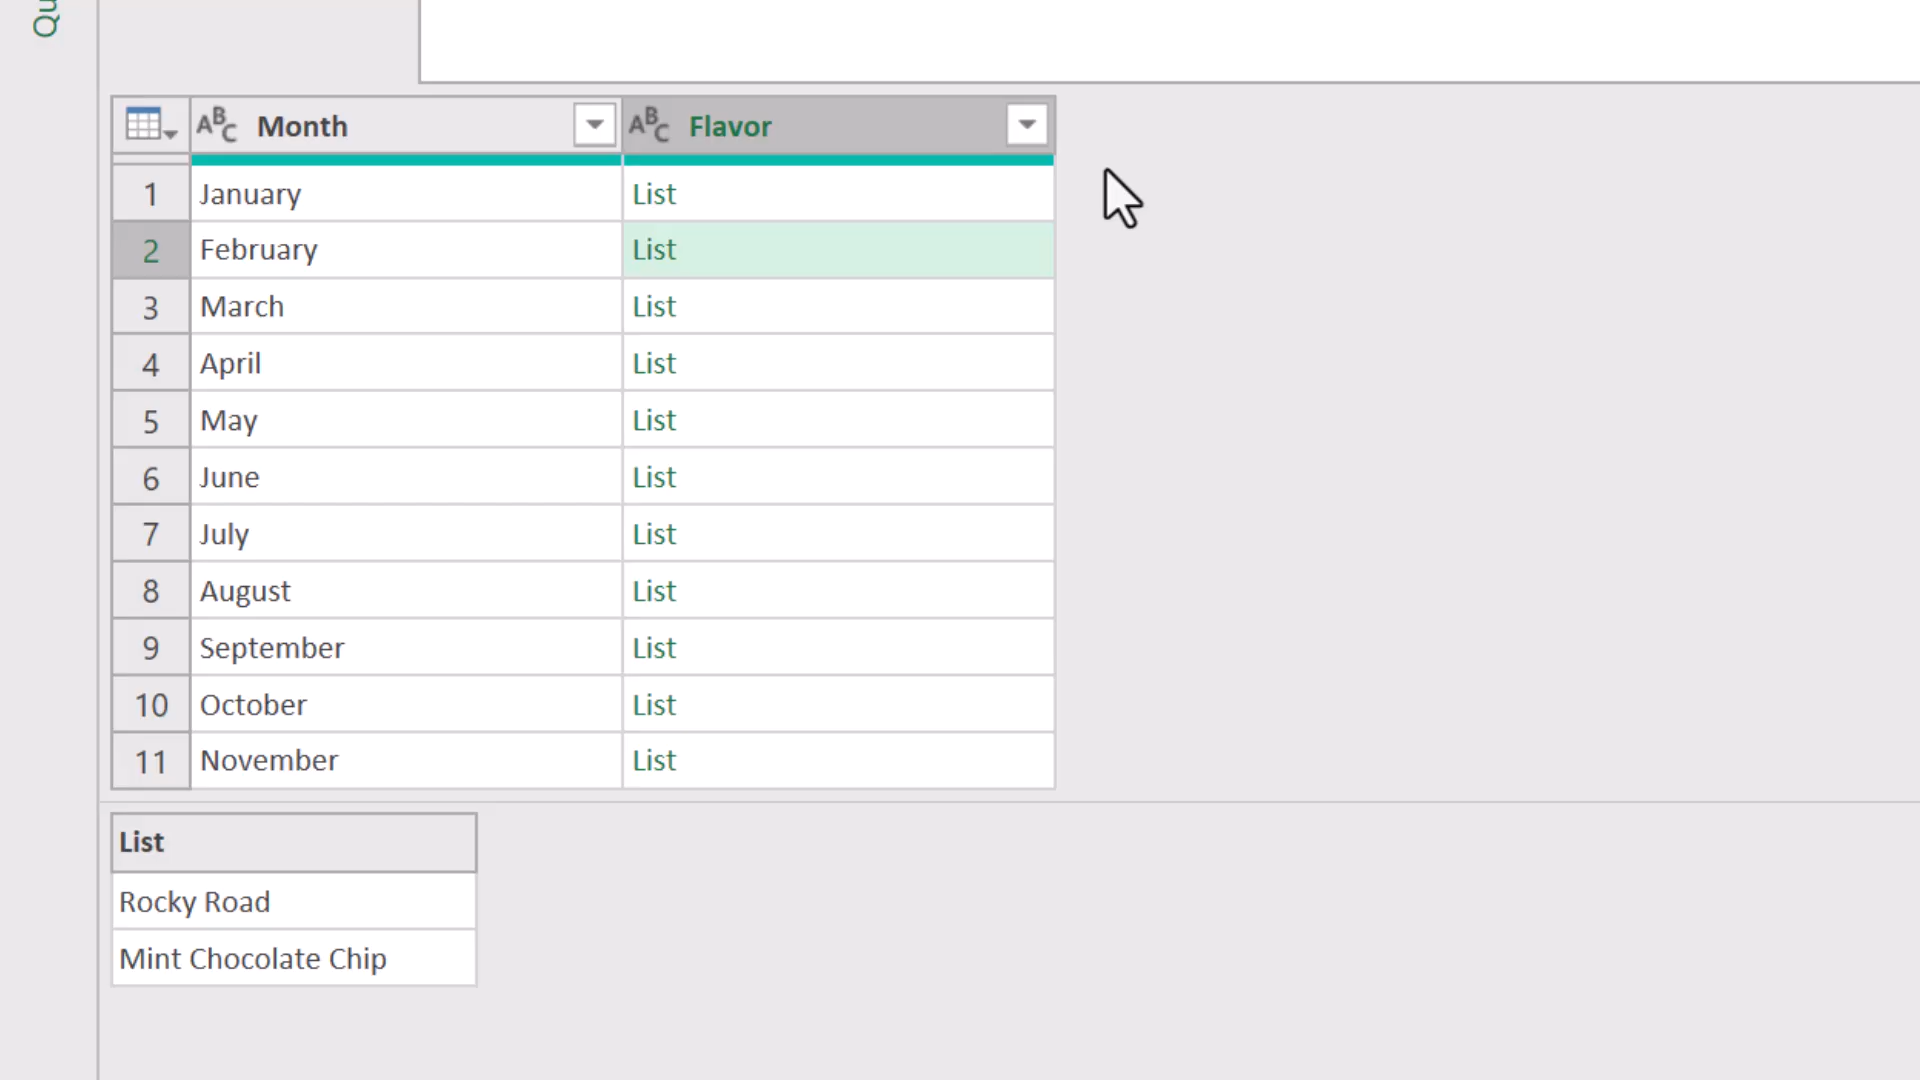 Qu
ABC Month ABC Flavor
1 January List
2 February List
3 March List
4 April List
5 May List
6 June List
7 July List
8 August List
9 September List
10 October List
11 November List
List
Rocky Road
Mint Chocolate Chip